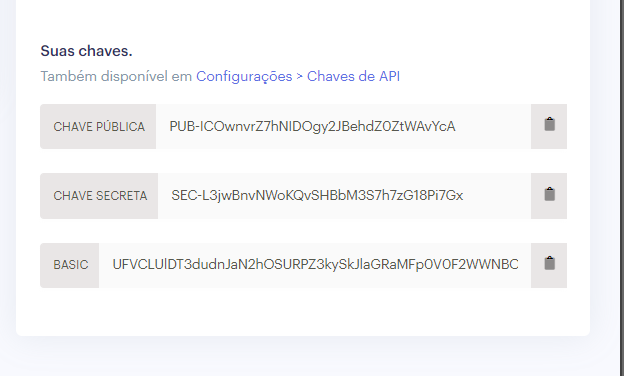 Suas chaves.
Também disponível em Configurações > Chaves de API
CHAVE PÚBLICA PUB-ICOwnvrZ7hNIDOgy2JBehdZ0ZtWAvYcA
CHAVE SECRETA SEC-L3jwBnvNWoKQvSHBbM3S7h7zG18Pi7Gx
BASIC UFVCLUlDT3dudnJaN2hOSURPZ3kySkJlaGRaMFp0V0F2WWNBC